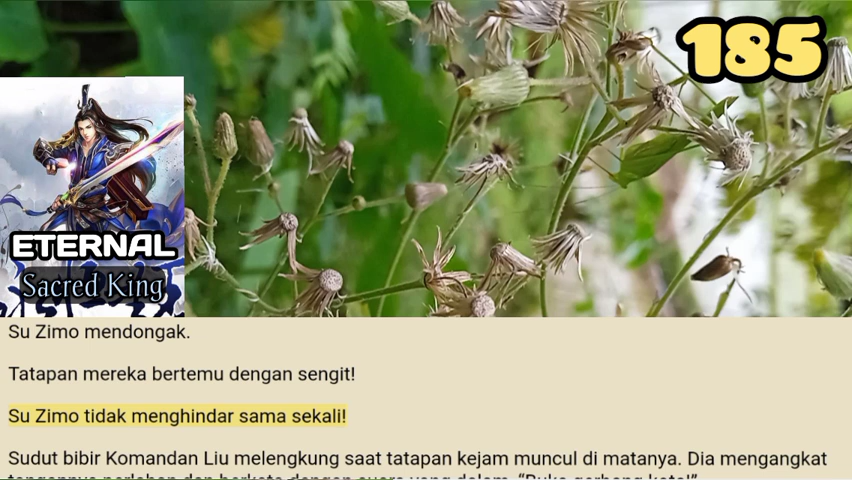 185
ETERNAL
Sacred King
Su Zimo mendongak.
Tatapan mereka bertemu dengan sengit!
Su Zimo tidak menghindar sama sekali!
Sudut bibir Komandan Liu melengkung saat tatapan kejam muncul di matanya. Dia mengangkat